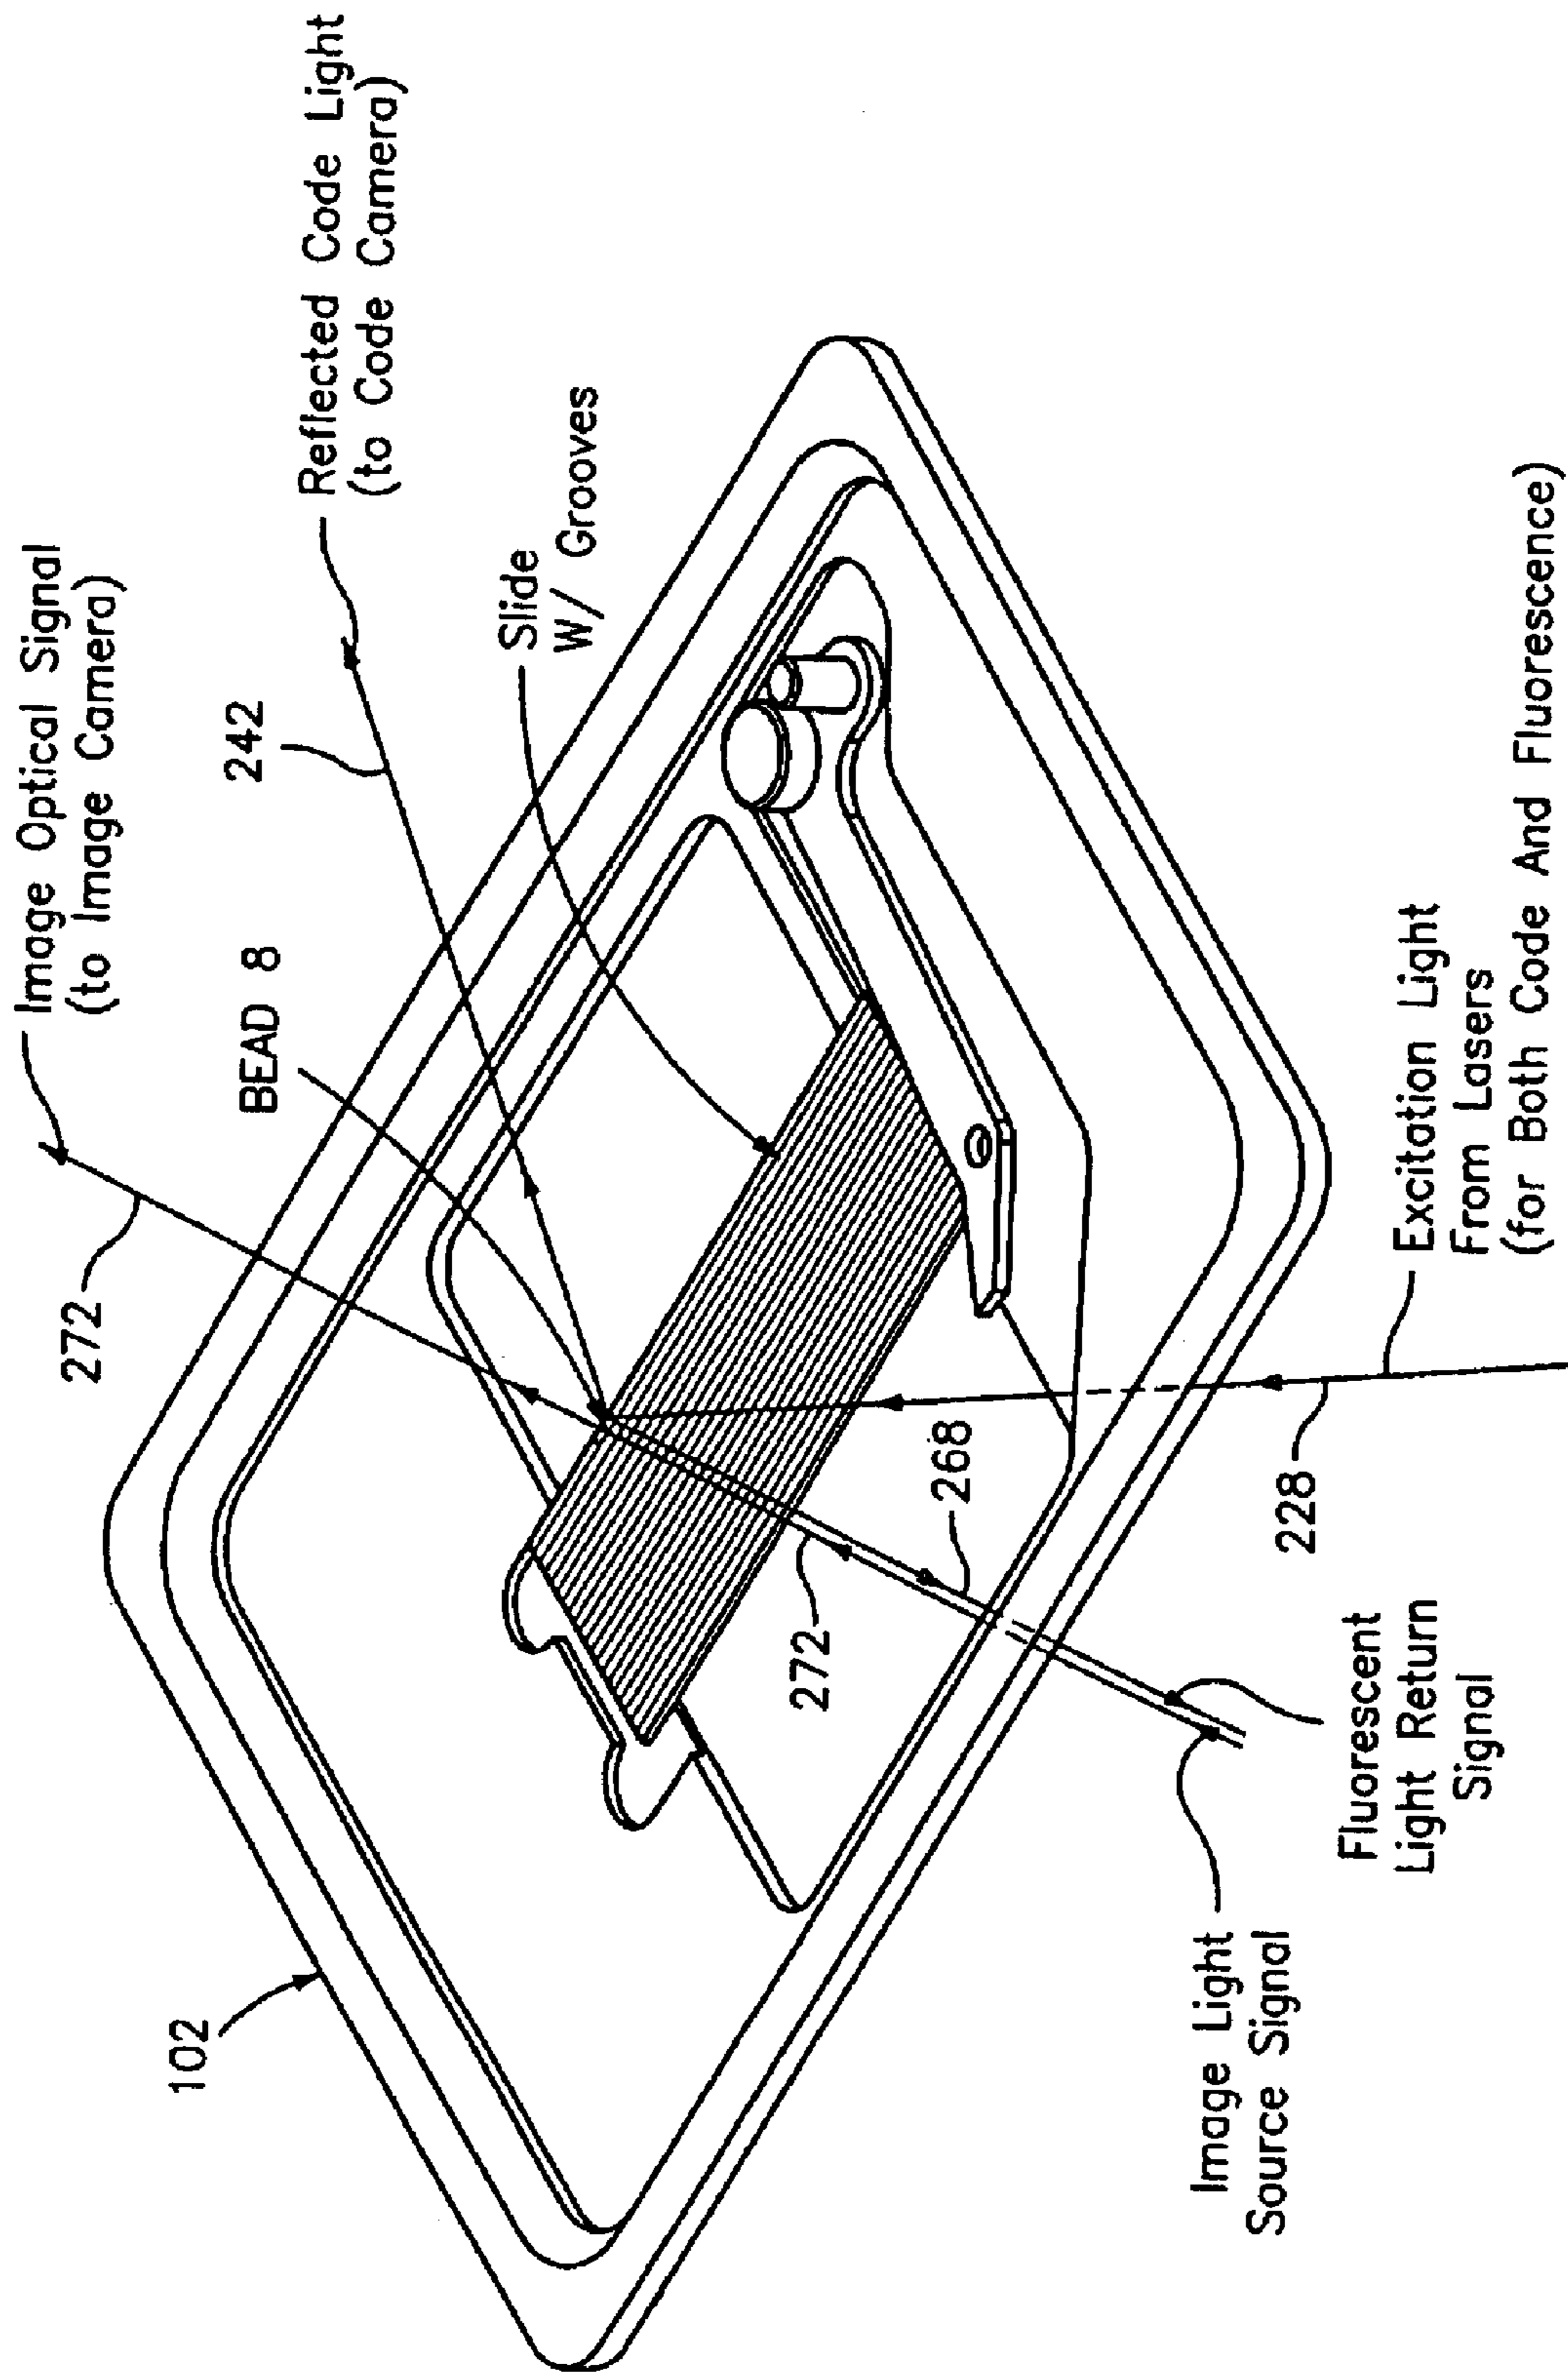 Image Optical Signal
(to Image Camera)
272
BEAD 8
242
Reflected Code Light
(to Code Camera)
Slide
W/ Grooves
102
272
268
228
Image Light
Source Signal
Fluorescent
Light Return
Signal
Excitation Light
From Lasers
(for Both Code And Fluorescence)